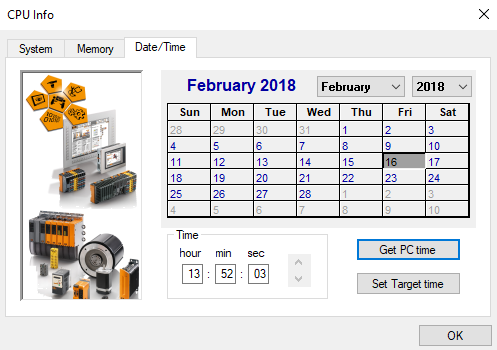 CPU Info
System Memory Date/Time
February 2018 February 2018
Sun Mon Tue Wed Thu Fri Sat
28 29 30 31 1 2 3
4 5 6 7 8 9 10
11 12 13 14 15 16 17
18 19 20 21 22 23 24
25 26 27 28 1 2 3
4 5 6 7 8 9 10
Time
hour min sec
13 : 52 : 03
Get PC time
Set Target time
OK